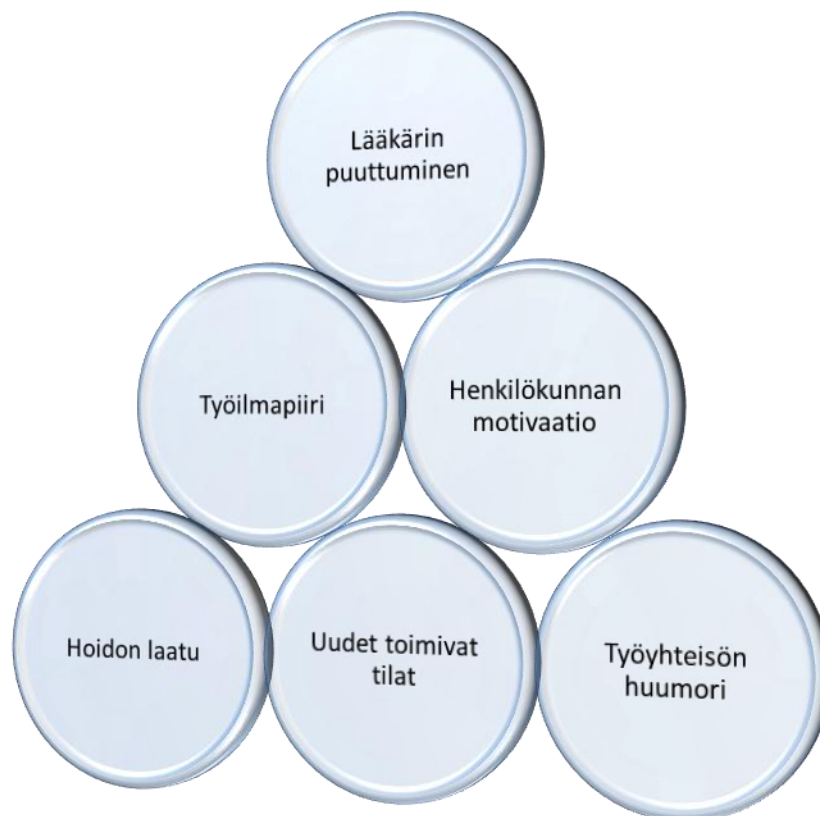 Lääkärin
puuttuminen
Työilmapiiri
Henkilökunnan
motivaatio
Hoidon laatu
Uudet toimivat
tilat
Työyhteisön
huumori